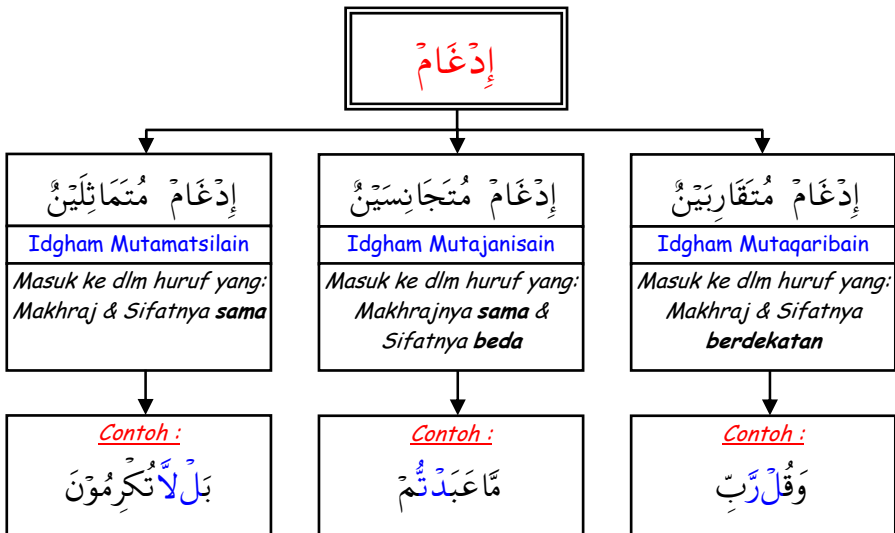 إِدْغَامْ
إِدْغَامْ مُتَمَاثِلَيْنٌ
Idgham Mutamatsilain
Masuk ke dlm huruf yang:
Makhraj & Sifatnya sama
Contoh :
بَلْ لاَّ تُكْرِمُوْنَ
إِدْغَامْ مُتَجَانِسَيْنٌ
Idgham Mutajanisain
Masuk ke dlm huruf yang:
Makhrajnya sama &
Sifatnya beda
Contoh :
مَّا عَبَدْتُّمْ
إِدْغَامْ مُتَقَارِبَيْنٌ
Idgham Mutaqaribain
Masuk ke dlm huruf yang:
Makhraj & Sifatnya
berdekatan
Contoh :
وَقُلْ رَّبِّ